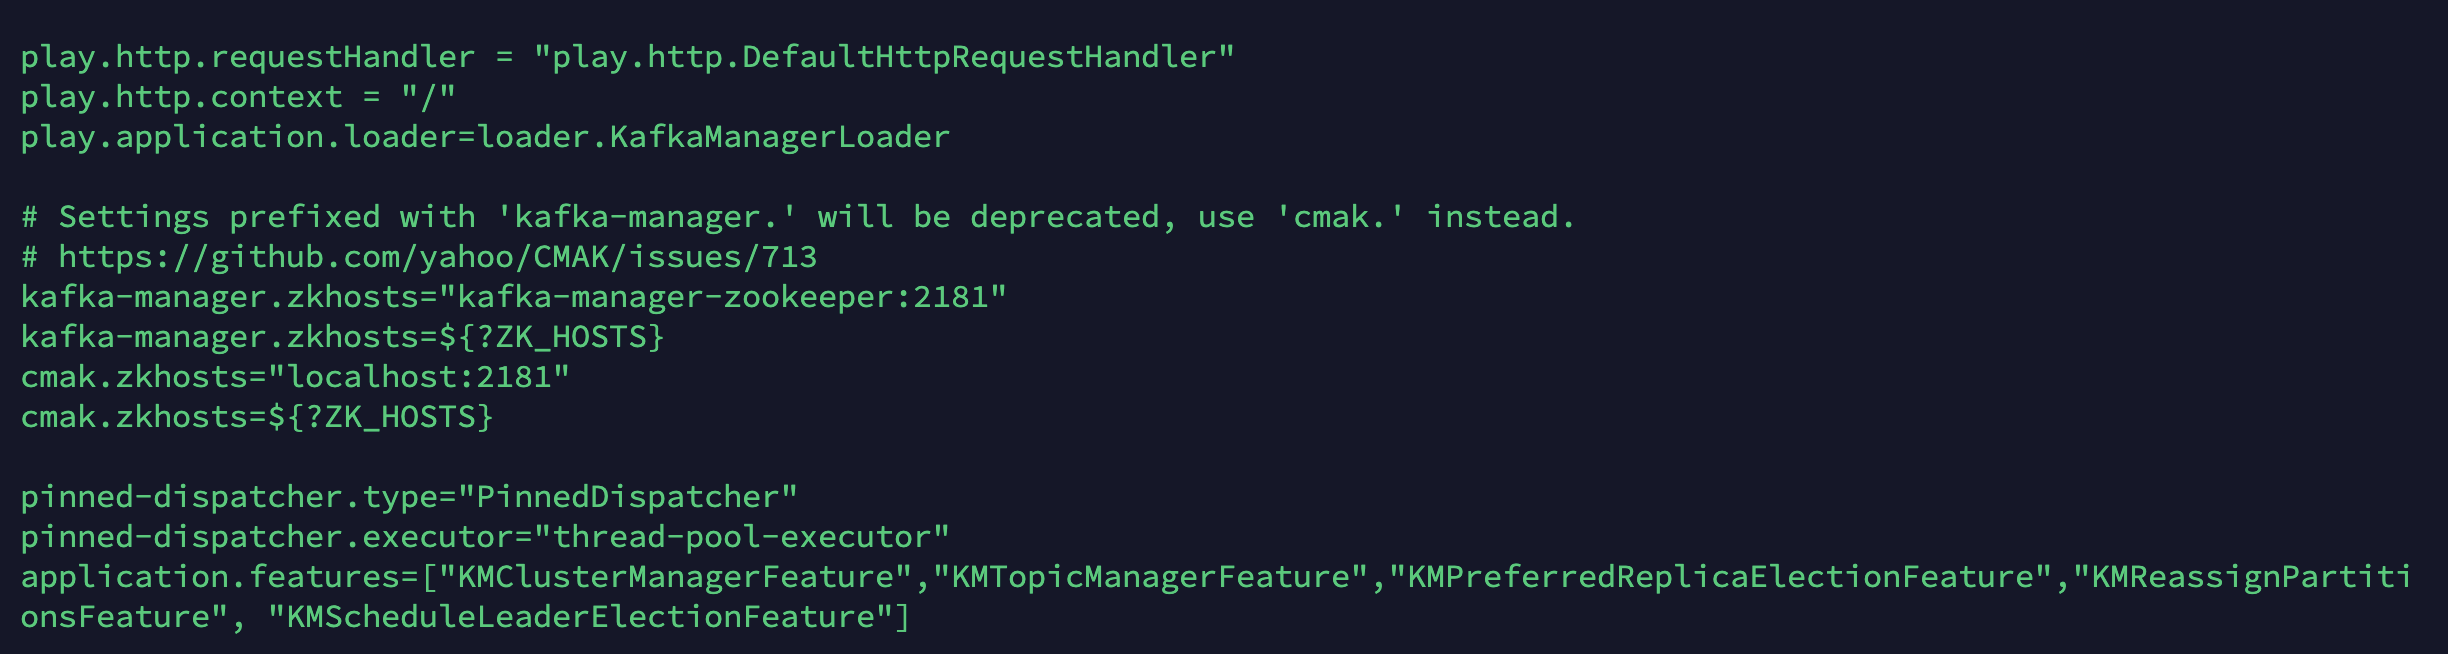 play.http.requestHandler = "play.http.DefaultHttpRequestHandler"
play.http.context = "/"
play.application.loader=loader.KafkaManagerLoader
# Settings prefixed with 'kafka-manager.' will be deprecated, use 'cmak.' instead.
# https://github.com/yahoo/CMAK/issues/713
kafka-manager.zkhosts="kafka-manager-zookeeper:2181"
kafka-manager.zkhosts=${?ZK_HOSTS}
cmak.zkhosts="localhost:2181"
cmak.zkhosts=${?ZK_HOSTS}
pinned-dispatcher.type="PinnedDispatcher"
pinned-dispatcher.executor="thread-pool-executor"
application.features=["KMClusterManagerFeature","KMTopicManagerFeature","KMPreferredReplicaElectionFeature","KMReassignPartiti
onsFeature", "KMScheduleLeaderElectionFeature"]